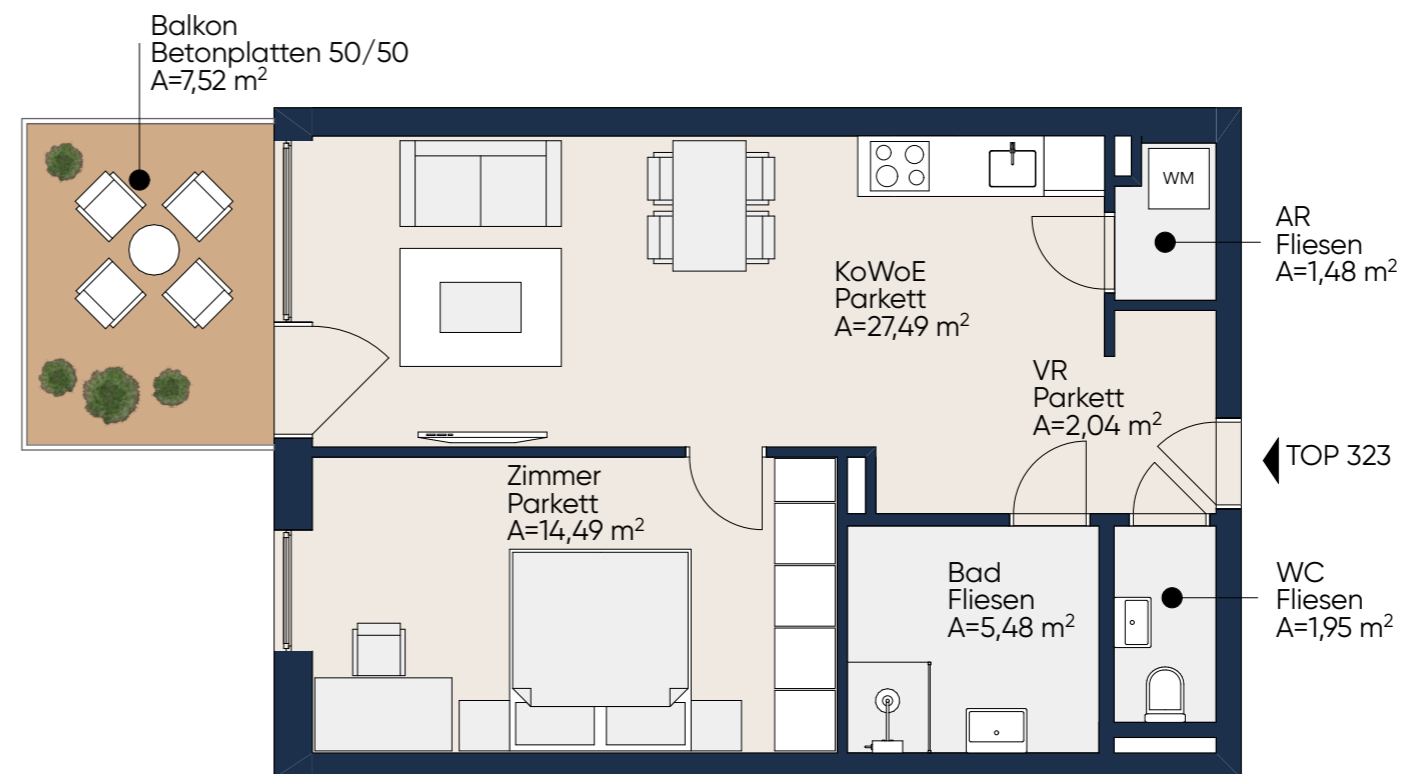 Balkon
Betonplatten 50/50
A=7,52 m²
WM
AR
Fliesen
A=1,48 m²
KoWoE
Parkett
A=27,49 m²
VR
Parkett
A=2,04 m²
TOP 323
Zimmer
Parkett
A=14,49 m²
Bad
Fliesen
A=5,48 m²
WC
Fliesen
A=1,95 m²